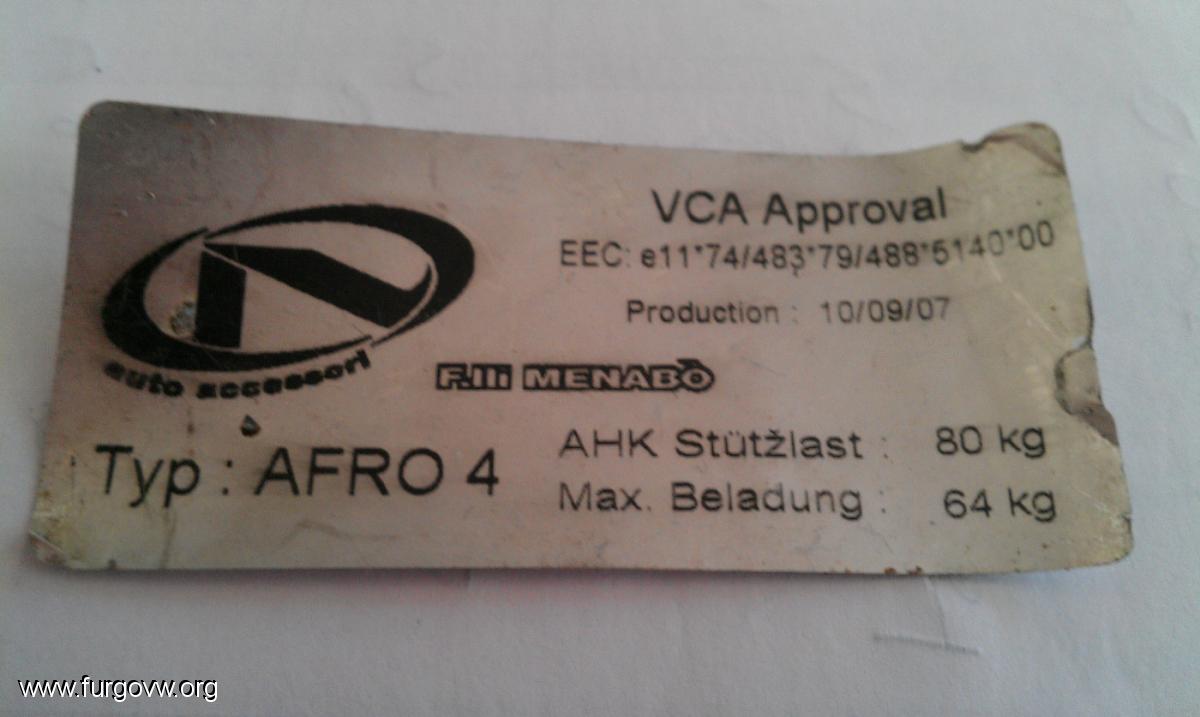 VCA Approval
EEC: e11*74/483*79/488*5140*00
Production : 10/09/07
auto accessori
F.lli MENABÒ
Typ : AFRO 4
AHK Stütžlast : 80 kg
Max. Beladung : 64 kg
www.furgovw.org